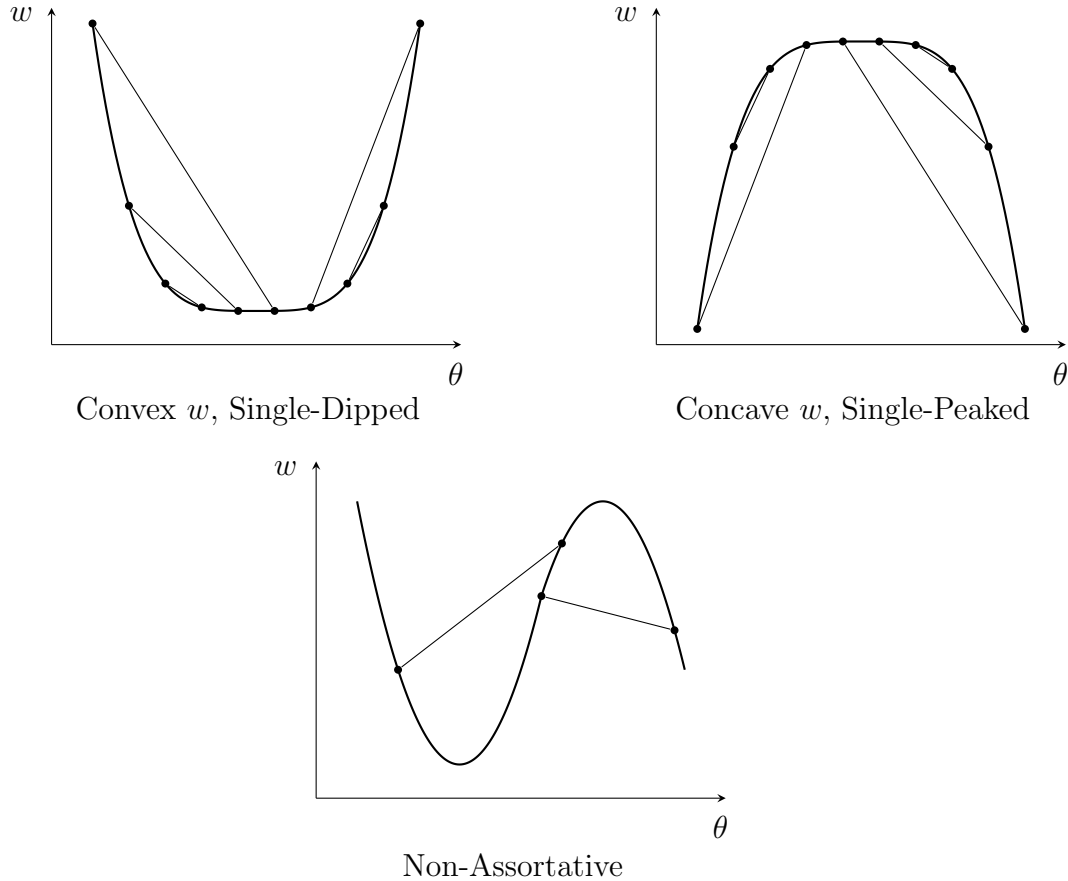 w
w
θ
θ
Convex w, Single-Dipped
Concave w, Single-Peaked
w
θ
Non-Assortative